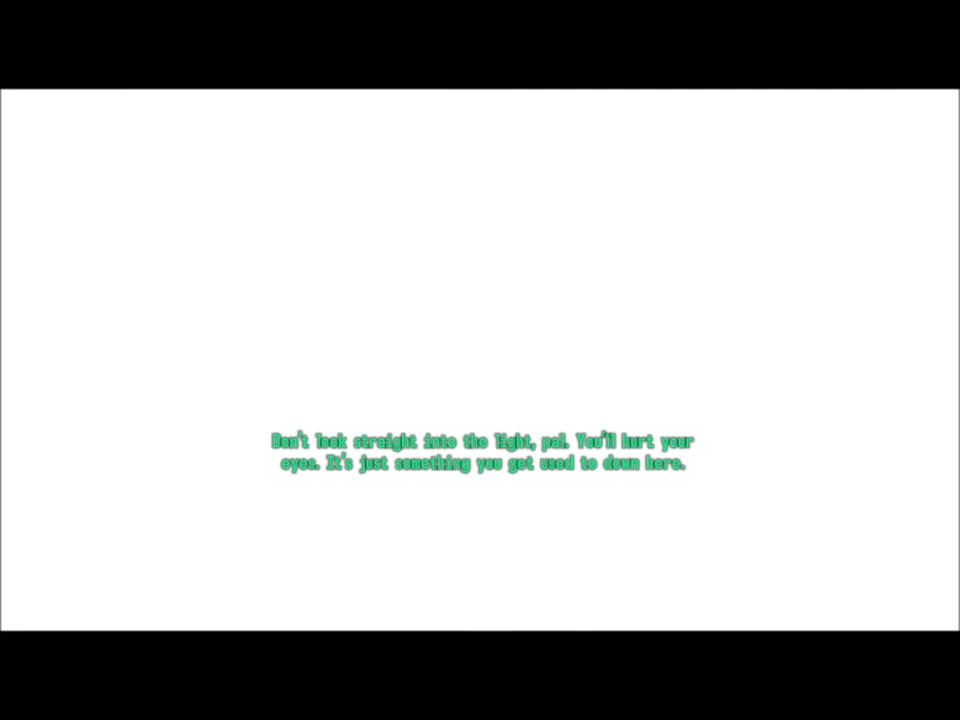 Don't look straight into the light, pal. You'll hurt your
eyes. It's just something you get used to down here.